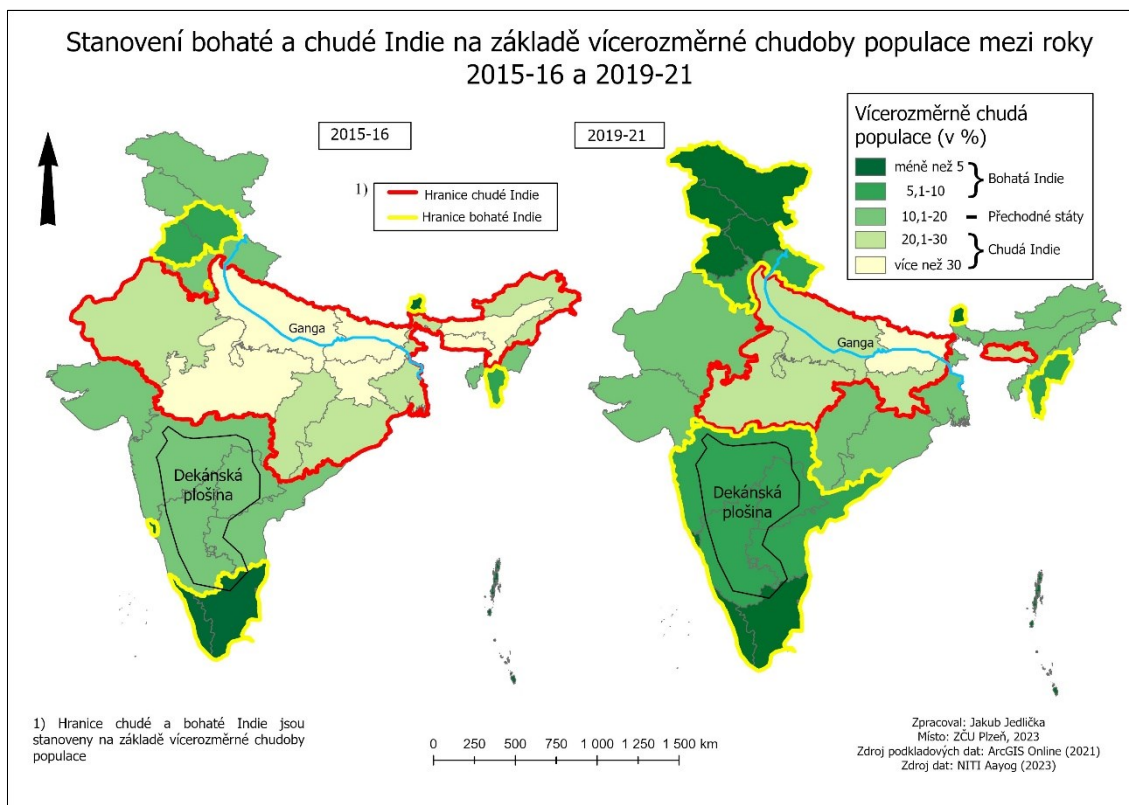 Stanovení bohaté a chudé Indie na základě vícerozměrné chudoby populace mezi roky
2015-16 a 2019-21
2015-16
2019-21
1)
Hranice chudé Indie
Hranice bohaté Indie
Vícerozměrně chudá
populace (v %)
méně než 5
5,1-10
Bohatá Indie
10,1-20
Přechodné státy
20,1-30
více než 30
Chudá Indie
Ganga
Dekánská
plošina
Ganga
Dekánská
plošina
1) Hranice chudé a bohaté Indie jsou
stanoveny na základě vícerozměrné chudoby
populace
0 250 500 750 1 000 1 250 1 500 km
Zpracoval: Jakub Jedlička
Místo: ZČU Plzeň, 2023
Zdroj podkladových dat: ArcGIS Online (2021)
Zdroj dat: NITI Aayog (2023)